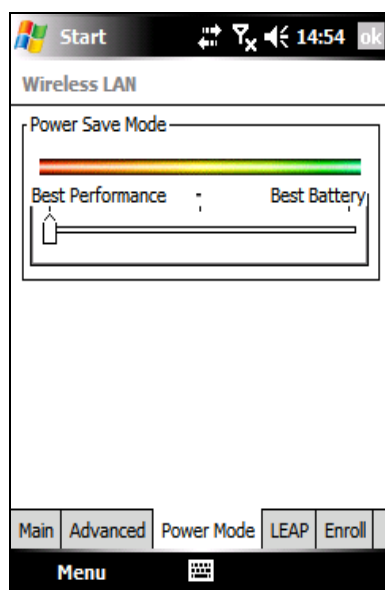 Start 14:54 ok
Wireless LAN
Power Save Mode
Best Performance - Best Battery
Main Advanced Power Mode LEAP Enroll
Menu